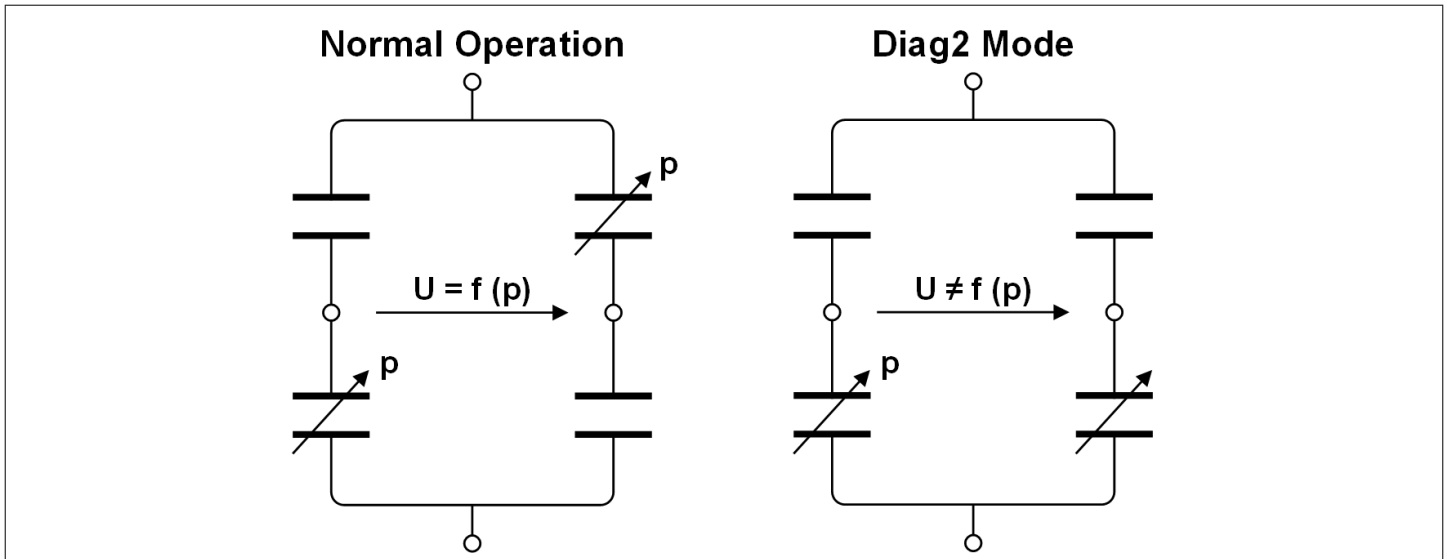 Normal Operation
Diag2 Mode
p
U = f (p)
U ≠ f (p)
p
p